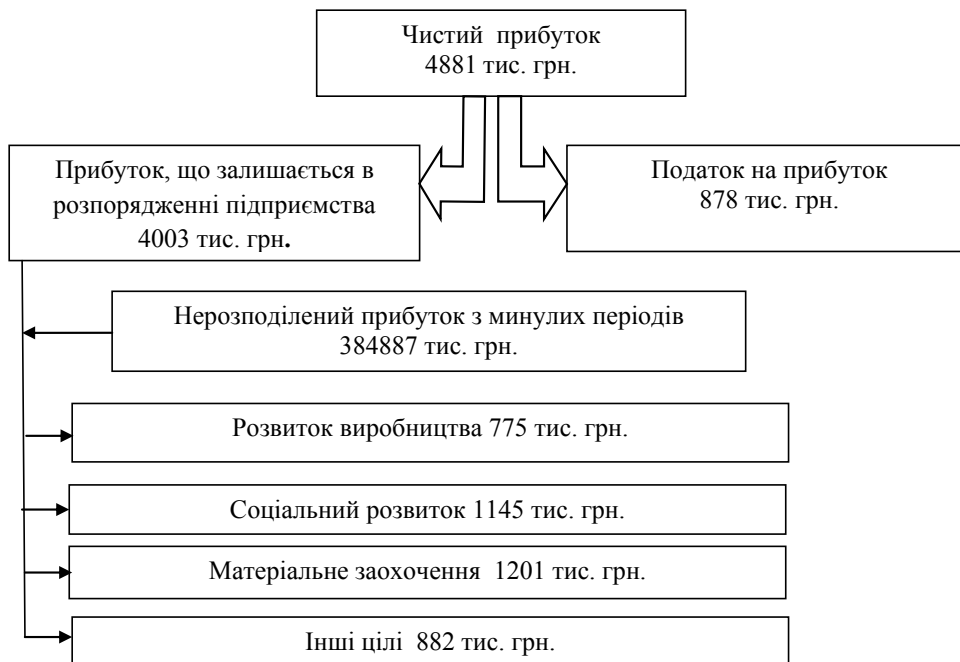 Чистий прибуток
4881 тис. грн.
Прибуток, що залишається в
розпорядженні підприємства
4003 тис. грн.
Податок на прибуток
878 тис. грн.
Нерозподілений прибуток з минулих періодів
384887 тис. грн.
Розвиток виробництва 775 тис. грн.
Соціальний розвиток 1145 тис. грн.
Матеріальне заохочення 1201 тис. грн.
Інші цілі 882 тис. грн.